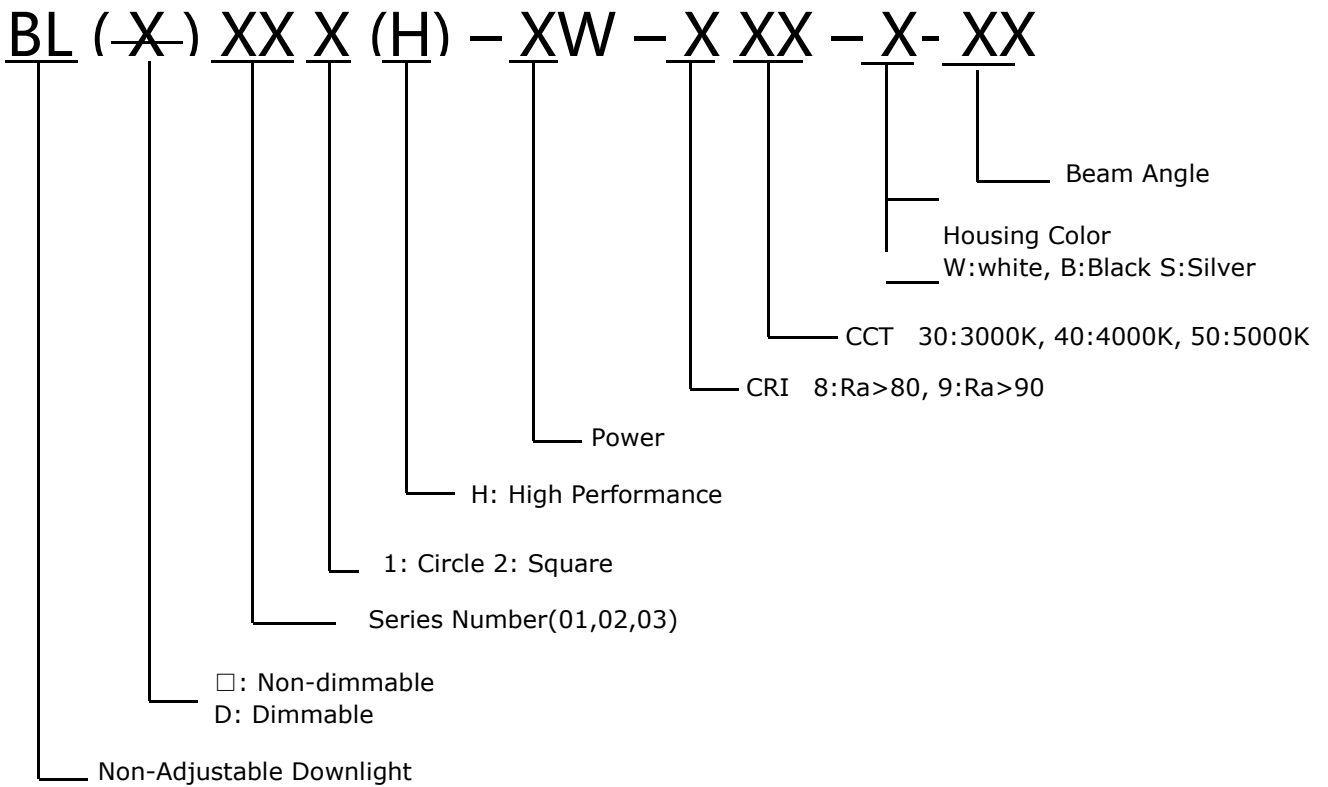 BL (X) XX X (H) – XW – X XX – X- XX
Beam Angle
Housing Color
W:white, B:Black S:Silver
CCT 30:3000K, 40:4000K, 50:5000K
CRI 8:Ra>80, 9:Ra>90
Power
H: High Performance
1: Circle 2: Square
Series Number(01,02,03)
□: Non-dimmable
D: Dimmable
Non-Adjustable Downlight